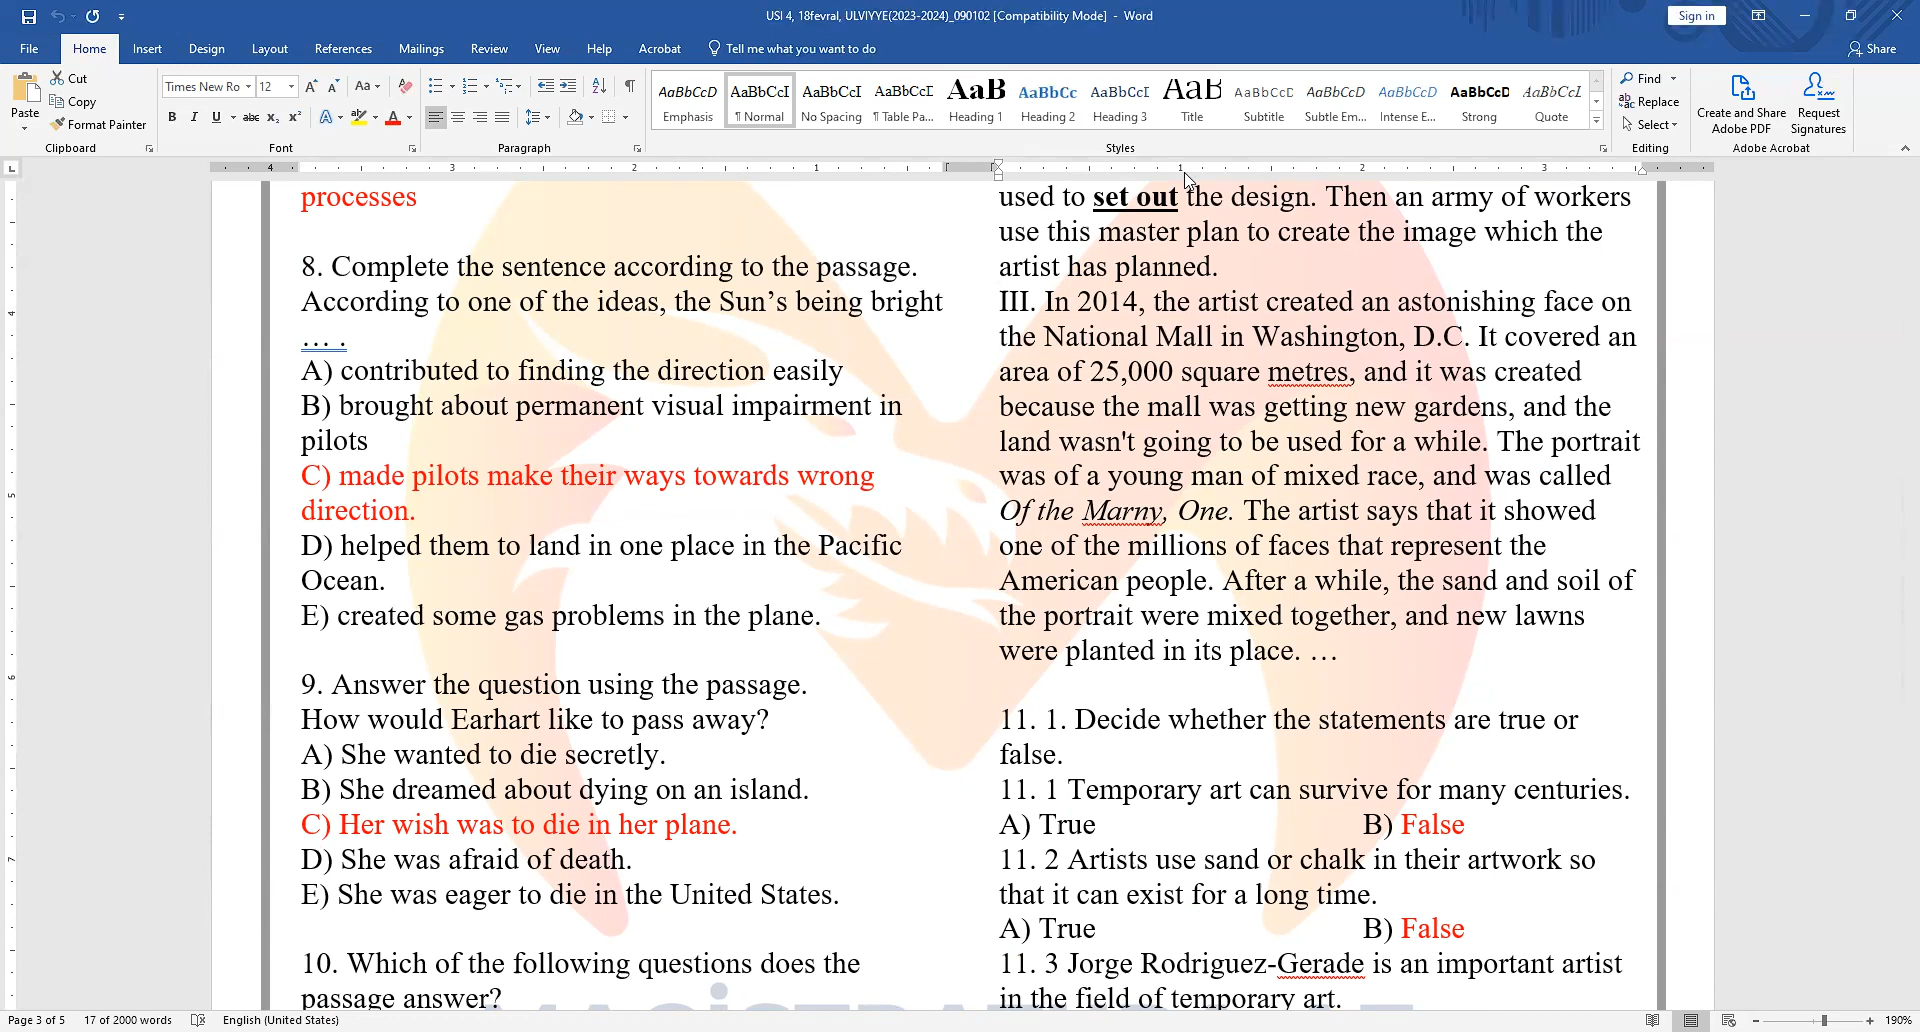 USI 4, 18fevral, ULVIYYE(2023-2024)_090102 [Compatibility Mode] - Word
Sign in
File Home Insert Design Layout References Mailings Review View Help Acrobat Tell me what you want to do Share
Paste
Cut
Copy
Format Painter
Clipboard
Times New Ro 12
Font
Paragraph
AaBbCcD AaBbCcI AaBbCcI AaBbCcI AaB AaBbCc AaBbCcI AaB AaBbCcD AaBbCcD AaBbCcD AaBbCcD AaBbCcI
Emphasis ¶ Normal No Spacing ¶ Table Pa... Heading 1 Heading 2 Heading 3 Title Subtitle Subtle Em... Intense E... Strong Quote
Styles
Find
Replace
Select
Editing
Create and Share
Adobe PDF
Request
Signatures
Adobe Acrobat
4 3 2 1 1 2 3
processes
8. Complete the sentence according to the passage.
According to one of the ideas, the Sun’s being bright
… .
A) contributed to finding the direction easily
B) brought about permanent visual impairment in
pilots
C) made pilots make their ways towards wrong
direction.
D) helped them to land in one place in the Pacific
Ocean.
E) created some gas problems in the plane.
9. Answer the question using the passage.
How would Earhart like to pass away?
A) She wanted to die secretly.
B) She dreamed about dying on an island.
C) Her wish was to die in her plane.
D) She was afraid of death.
E) She was eager to die in the United States.
10. Which of the following questions does the
passage answer?
used to set out the design. Then an army of workers
use this master plan to create the image which the
artist has planned.
III. In 2014, the artist created an astonishing face on
the National Mall in Washington, D.C. It covered an
area of 25,000 square metres, and it was created
because the mall was getting new gardens, and the
land wasn't going to be used for a while. The portrait
was of a young man of mixed race, and was called
Of the Marny, One. The artist says that it showed
one of the millions of faces that represent the
American people. After a while, the sand and soil of
the portrait were mixed together, and new lawns
were planted in its place. …
11. 1. Decide whether the statements are true or
false.
11. 1 Temporary art can survive for many centuries.
A) True B) False
11. 2 Artists use sand or chalk in their artwork so
that it can exist for a long time.
A) True B) False
11. 3 Jorge Rodriguez-Gerade is an important artist
in the field of temporary art.
Page 3 of 5 17 of 2000 words English (United States) 190%